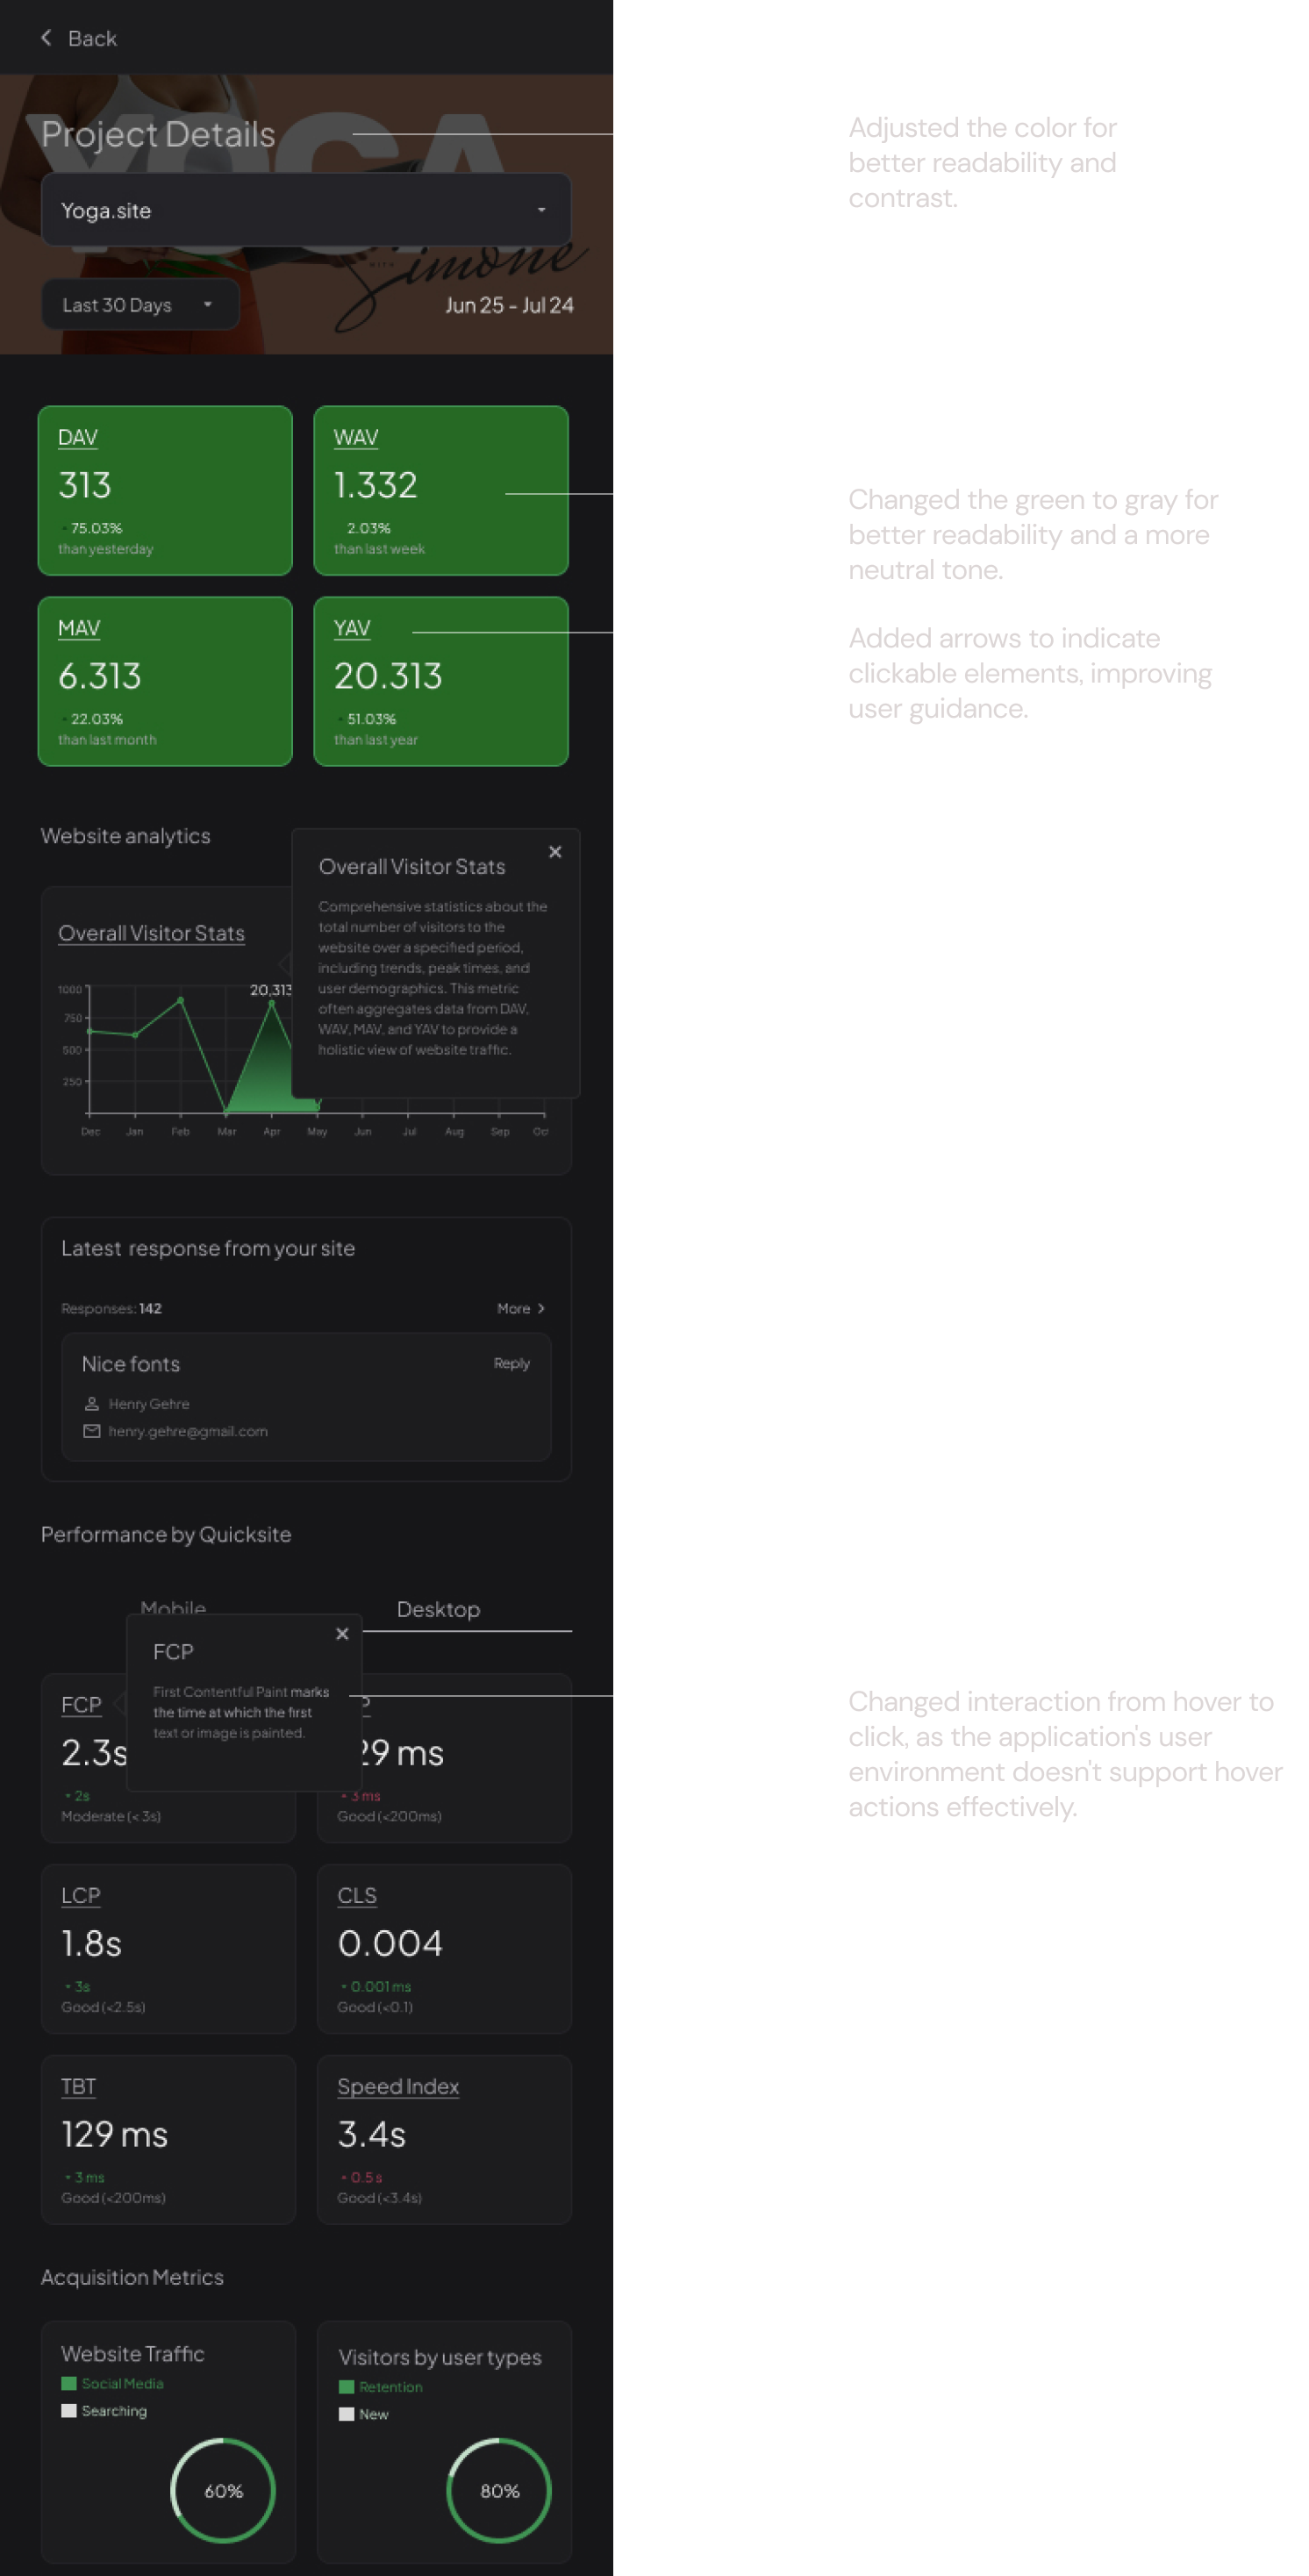 Back
YOGA
Project Details
Adjusted the color for
better readability and
contrast.
Yoga.site
WITH
Simone
Last 30 Days
Jun 25 - Jul 24
DAV
313
75.03%
than yesterday
WAV
1.332
2.03%
than last week
Changed the green to gray for
better readability and a more
neutral tone.
MAV
6.313
22.03%
than last month
YAV
20.313
51.03%
than last year
Added arrows to indicate
clickable elements, improving
user guidance.
Website analytics
Overall Visitor Stats
20,313
1000
750
500
250
Dec Jan Feb Mar Apr May Jun Jul Aug Sep Oct
Overall Visitor Stats
Comprehensive statistics about the
total number of visitors to the
website over a specified period,
including trends, peak times, and
user demographics. This metric
often aggregates data from DAV,
WAV, MAV, and YAV to provide a
holistic view of website traffic.
Latest response from your site
Responses: 142
More
Nice fonts
Reply
Henry Gehre
henry.gehre@gmail.com
Performance by Quicksite
Mobile
Desktop
FCP
2.3s
2s
Moderate (< 3s)
FCP
First Contentful Paint marks
the time at which the first
text or image is painted.
29 ms
3 ms
Good (<200ms)
Changed interaction from hover to
click, as the application's user
environment doesn't support hover
actions effectively.
LCP
1.8s
3s
Good (<2.5s)
CLS
0.004
0.001 ms
Good (<0.1)
TBT
129 ms
3 ms
Good (<200ms)
Speed Index
3.4s
0.5 s
Good (<3.4s)
Acquisition Metrics
Website Traffic
Social Media
Searching
60%
Visitors by user types
Retention
New
80%